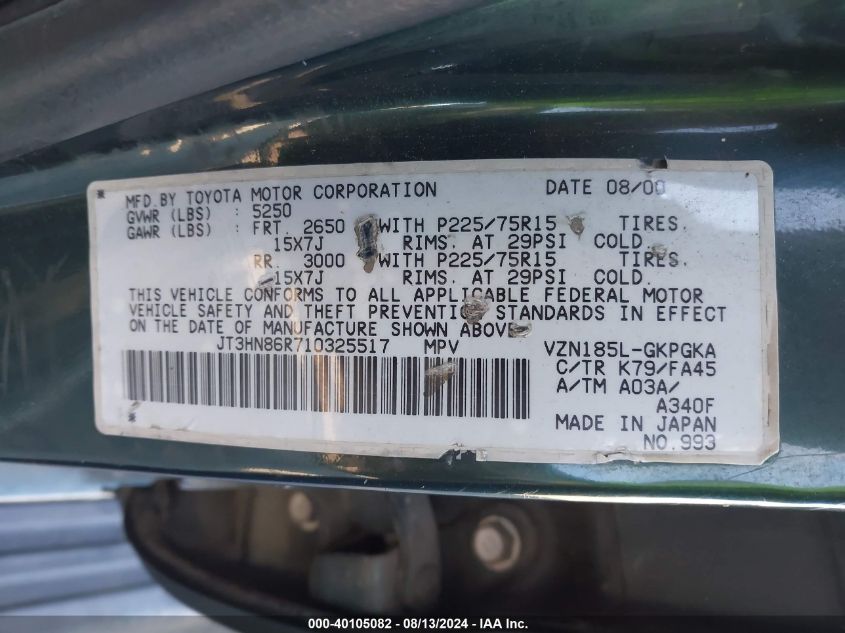 MFD.BY TOYOTA MOTOR CORPORATION DATE 08/00
GVWR (LBS) : 5250
GAWR (LBS) : FRT. 2650 WITH P225/75R15 TIRES.
15X7J RIMS. AT 29PSI COLD.
RR. 3000 WITH P225/75R15 TIRES.
15X7J RIMS. AT 29PSI COLD.
THIS VEHICLE CONFORMS TO ALL APPLICABLE FEDERAL MOTOR
VEHICLE SAFETY AND THEFT PREVENTION STANDARDS IN EFFECT
ON THE DATE OF MANUFACTURE SHOWN ABOVE.
JT3HN86R710325517 MPV VZN185L-GKPGKA
C/TR K79/FA45
A/TM A03A/
A340F
MADE IN JAPAN
NO.993
000-40105082 - 08/13/2024 - IAA Inc.